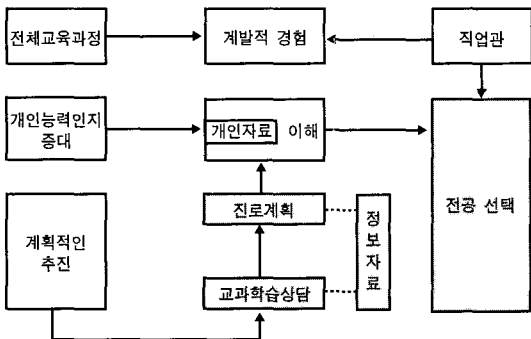 전체교육과정
계발적 경험
직업관
개인능력인지
증대
개인자료 이해
전공 선택
계획적인
추진
진로계획
정보자료
교과학습상담